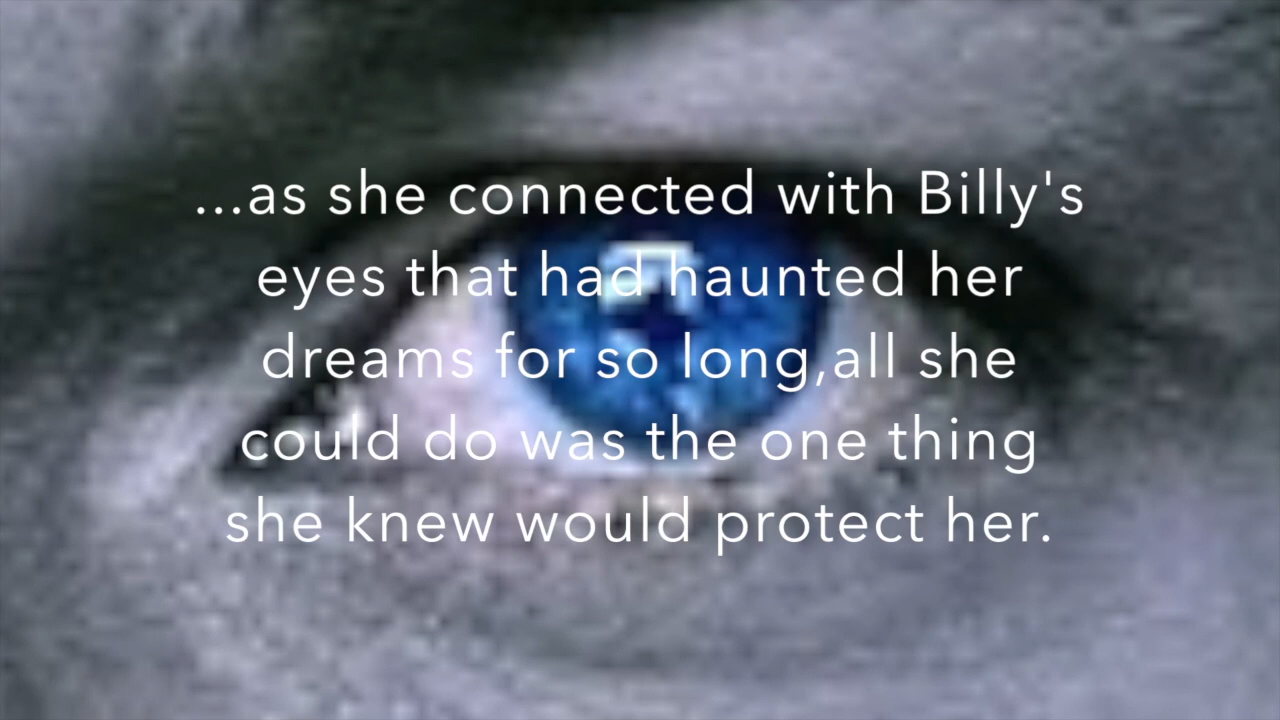 ...as she connected with Billy's
eyes that had haunted her
dreams for so long,all she
could do was the one thing
she knew would protect her.